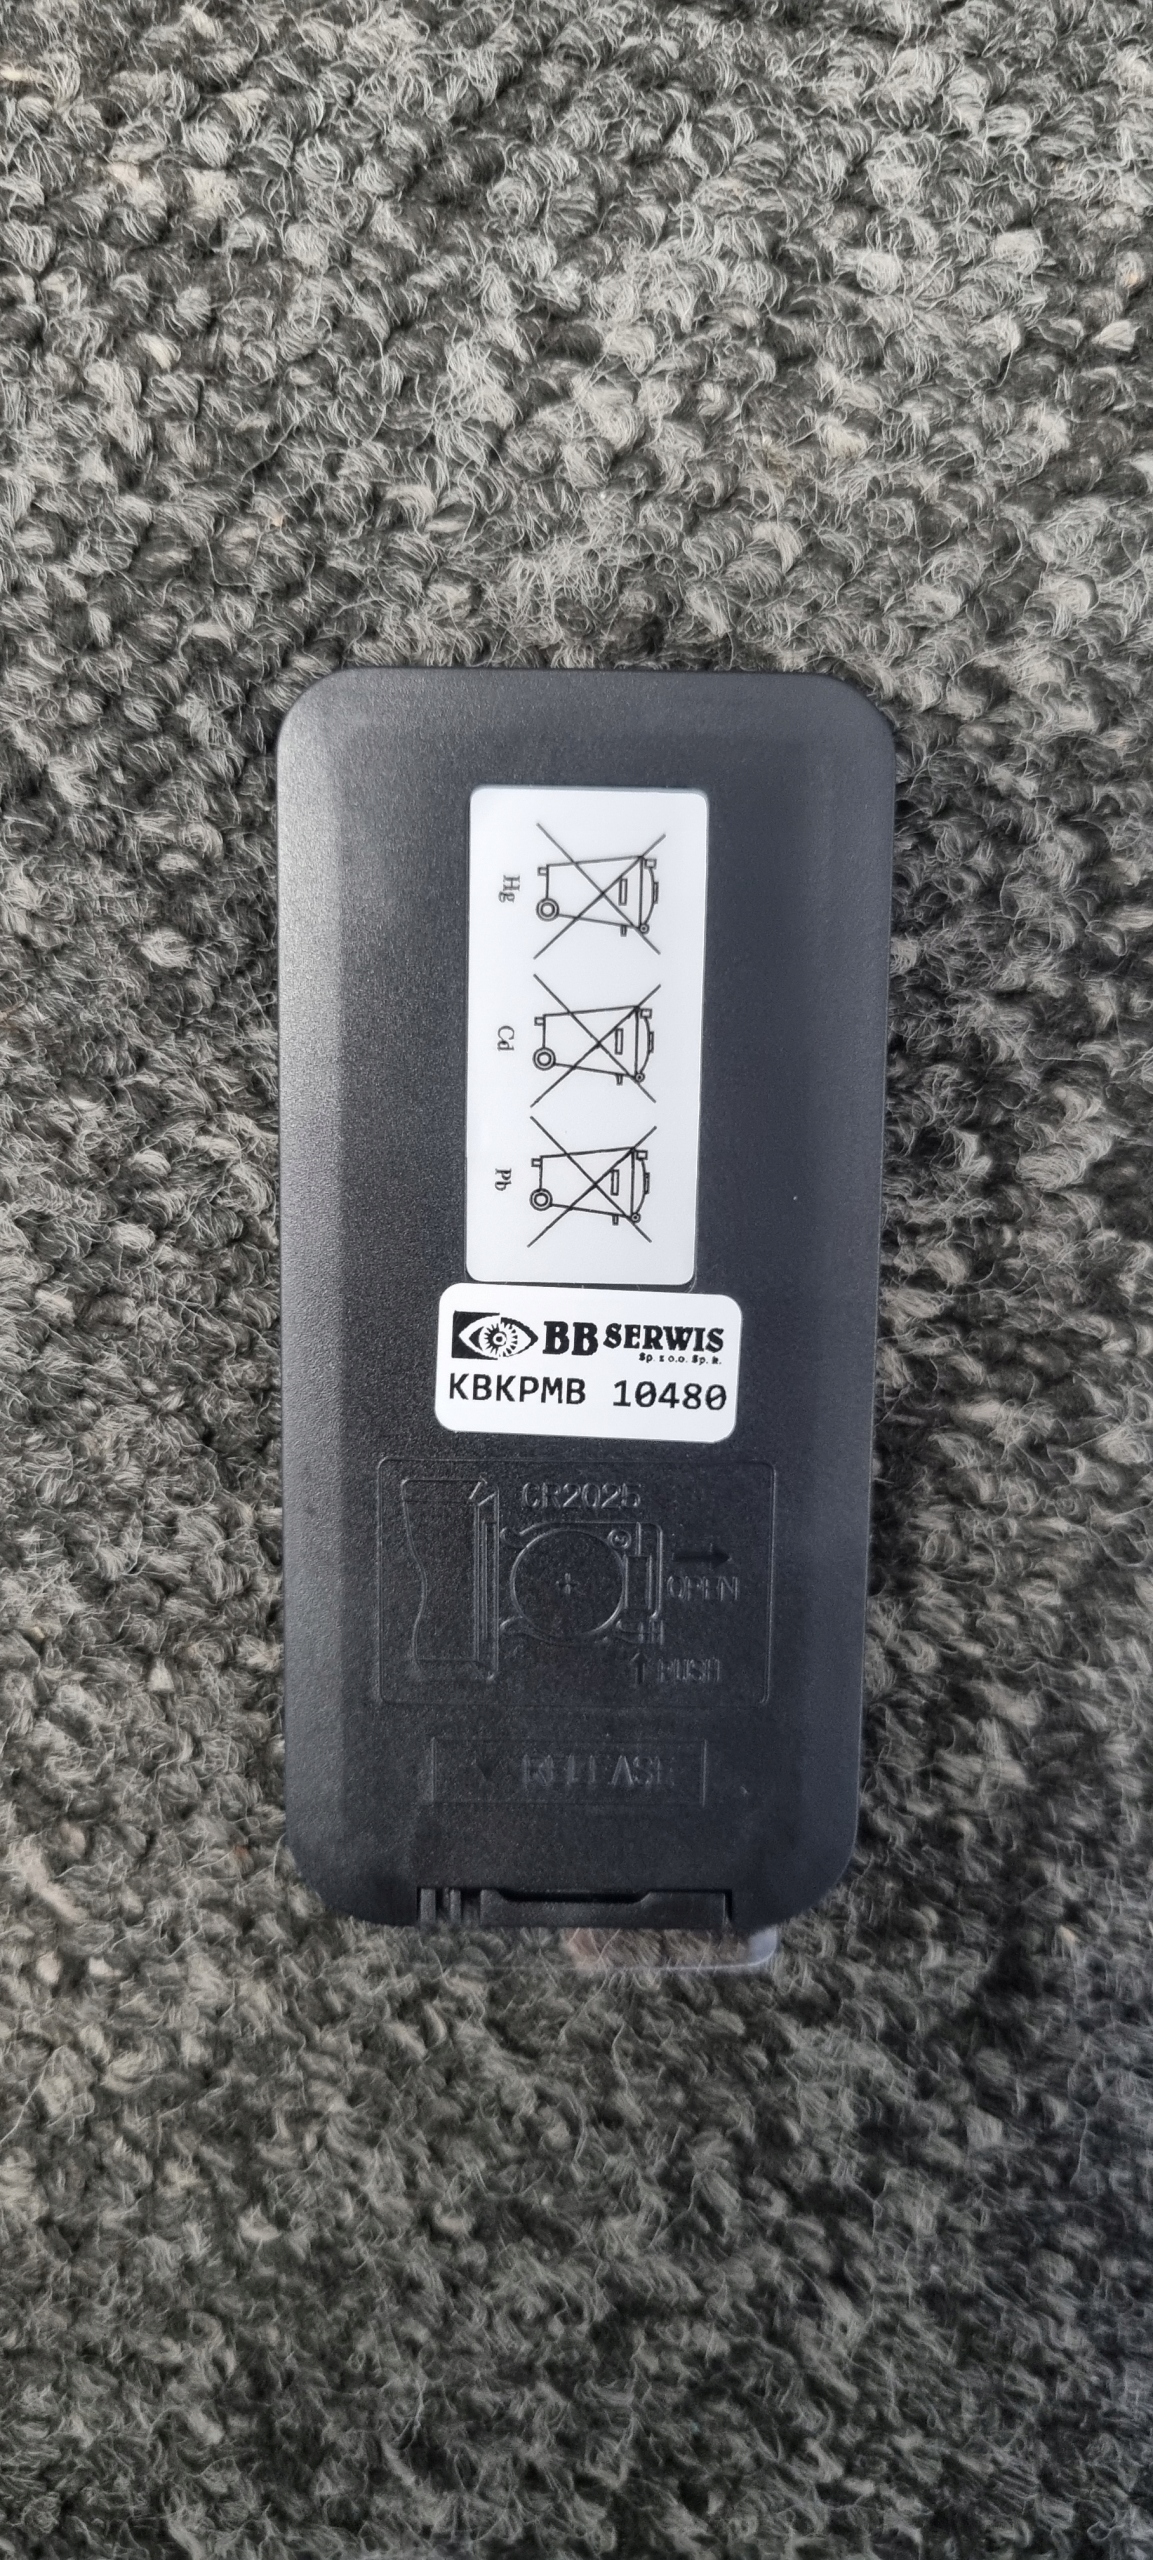 Hg
Cd
Pb
BB SERWIS
Sp. z o.o. Sp. k.
KBKPMB 10480
CR2025
OPEN
PUSH
RELEASE